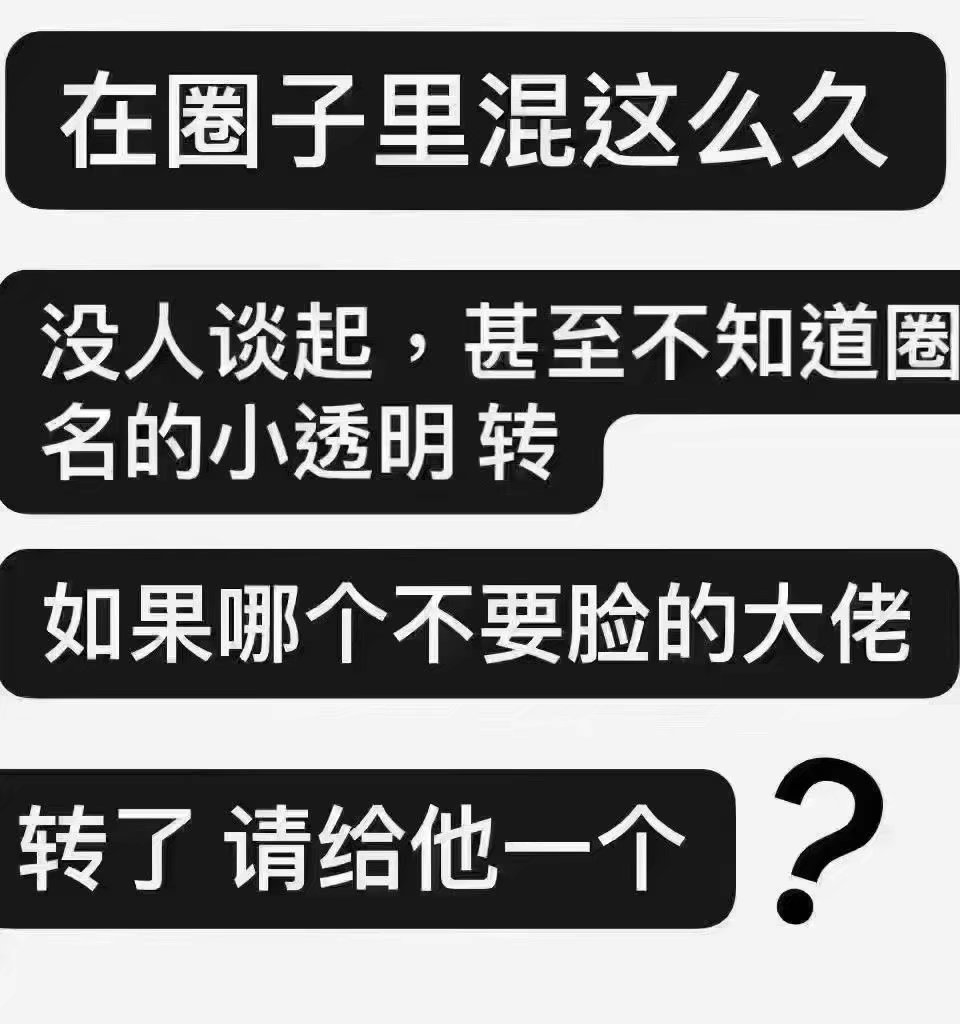 在圈子里混这么久
没人谈起，甚至不知道圈
名的小透明 转
如果哪个不要脸的大佬
转了 请给他一个
?